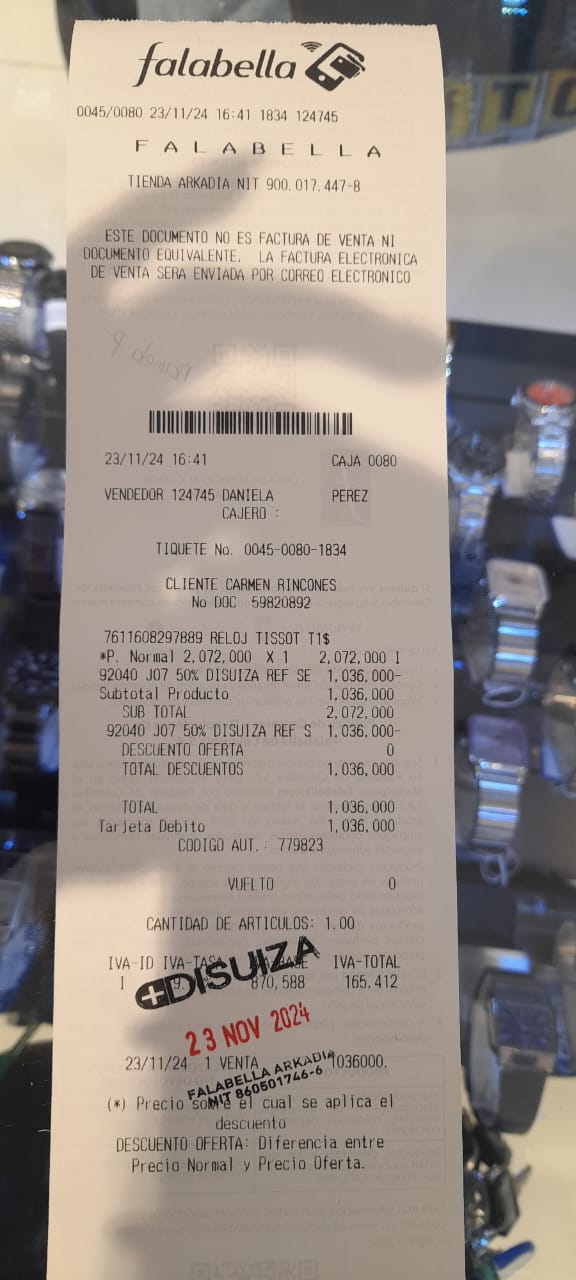 falabella
0045/0080 23/11/24 16:41 1834 124745
F A L A B E L L A
TIENDA ARKADIA NIT 900.017.447-8
ESTE DOCUMENTO NO ES FACTURA DE VENTA NI
DOCUMENTO EQUIVALENTE. LA FACTURA ELECTRONICA
DE VENTA SERA ENVIADA POR CORREO ELECTRONICO
23/11/24 16:41 CAJA 0080
VENDEDOR 124745 DANIELA PEREZ
CAJERO :
TIQUETE No. 0045-0080-1834
CLIENTE CARMEN RINCONES
No DOC 59820892
7611608297889 RELOJ TISSOT T1$
*P. Normal 2,072,000 X 1 2,072,000 I
92040 J07 50% DISUIZA REF SE 1,036,000-
Subtotal Producto 1,036,000
SUB TOTAL 2,072,000
92040 J07 50% DISUIZA REF S 1,036,000-
DESCUENTO OFERTA 0
TOTAL DESCUENTOS 1,036,000
TOTAL 1,036,000
Tarjeta Debito 1,036,000
CODIGO AUT.: 779823
VUELTO 0
CANTIDAD DE ARTICULOS: 1.00
IVA-ID IVA-TASA IVA-TOTAL
I 870,588 165,412
DISUIZA
23 NOV 2024
23/11/24 1 VENTA 1036000.
FALABELLA ARKADIA
NIT 860501746-6
(*) Precio sobre el cual se aplica el
descuento
DESCUENTO OFERTA: Diferencia entre
Precio Normal y Precio Oferta.